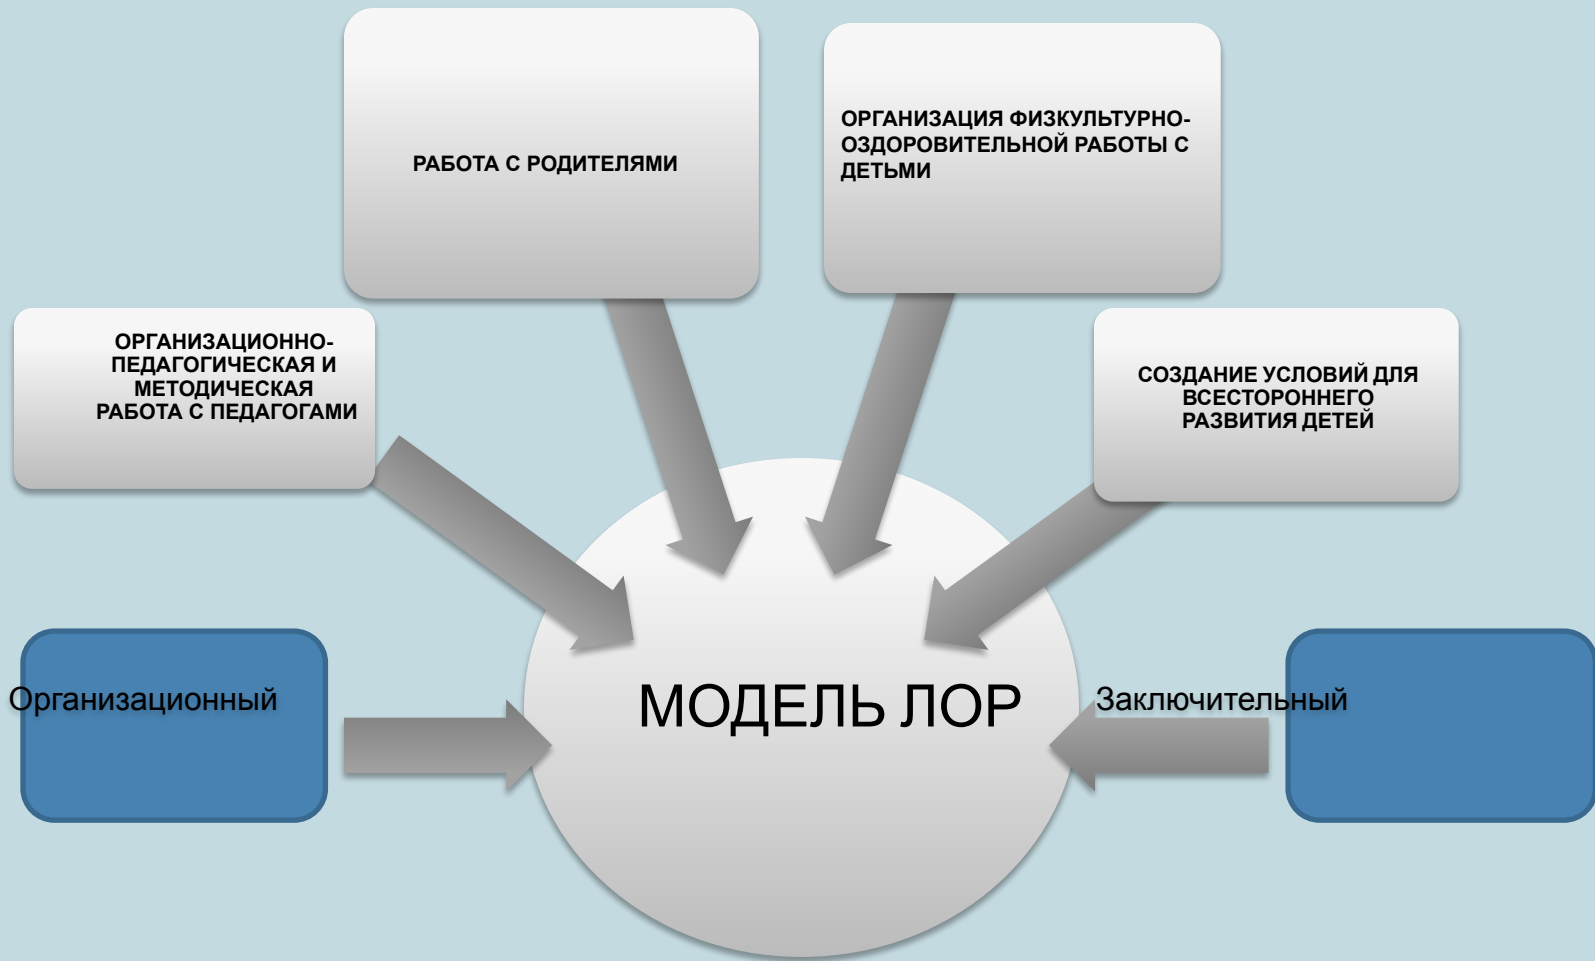 РАБОТА С РОДИТЕЛЯМИ
ОРГАНИЗАЦИЯ ФИЗКУЛЬТУРНО-
ОЗДОРОВИТЕЛЬНОЙ РАБОТЫ С
ДЕТЬМИ
ОРГАНИЗАЦИОННО-
ПЕДАГОГИЧЕСКАЯ И
МЕТОДИЧЕСКАЯ
РАБОТА С ПЕДАГОГАМИ
СОЗДАНИЕ УСЛОВИЙ ДЛЯ
ВСЕСТОРОННЕГО
РАЗВИТИЯ ДЕТЕЙ
Организационный
МОДЕЛЬ ЛОР
Заключительный